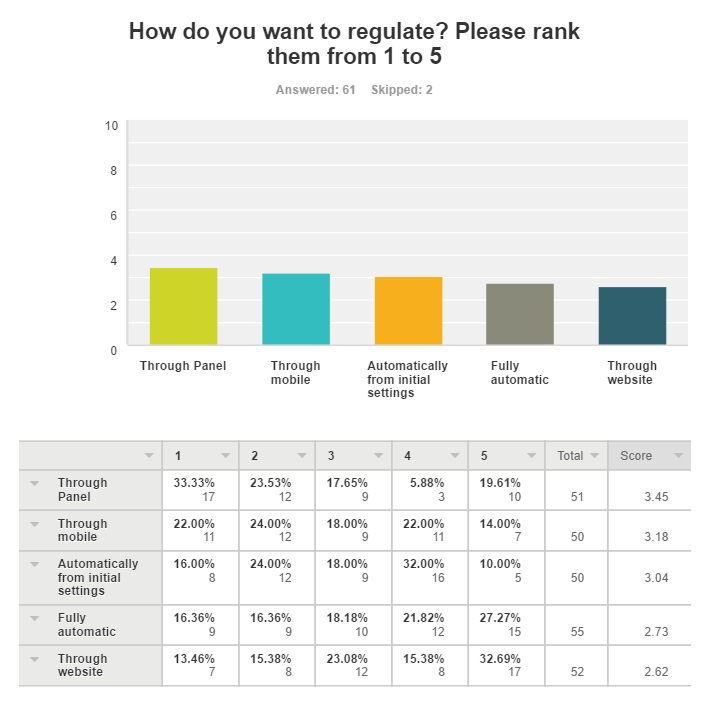 How do you want to regulate? Please rank
them from 1 to 5
Answered: 61 Skipped: 2
10
8
6
4
2
0
Through Panel
Through
mobile
Automatically
from initial
settings
Fully
automatic
Through
website
1 2 3 4 5 Total Score
Through
Panel
33.33% 23.53% 17.65% 5.88% 19.61%
17 12 9 3 10 51 3.45
Through
mobile
22.00% 24.00% 18.00% 22.00% 14.00%
11 12 9 11 7 50 3.18
Automatically
from initial
settings
16.00% 24.00% 18.00% 32.00% 10.00%
8 12 9 16 5 50 3.04
Fully
automatic
16.36% 16.36% 18.18% 21.82% 27.27%
9 9 10 12 15 55 2.73
Through
website
13.46% 15.38% 23.08% 15.38% 32.69%
7 8 12 8 17 52 2.62